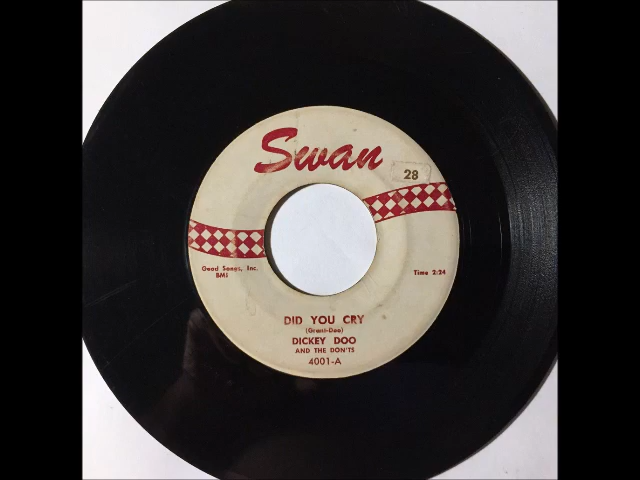 Swan
28
Good Songs, Inc.
BMI
Time 2:24
DID YOU CRY
(Grant-Doo)
DICKEY DOO
AND THE DON'TS
4001-A